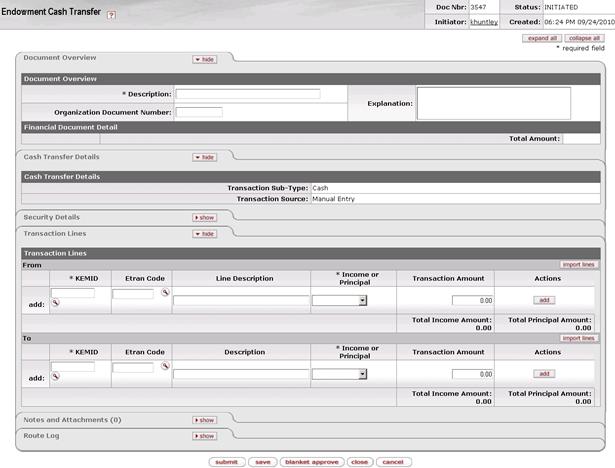 Endowment Cash Transfer ?
Doc Nbr: 3547 Status: INITIATED
Initiator: khuntley Created: 06:24 PM 09/24/2010
expand all collapse all
* required field
Document Overview hide
Document Overview
* Description: Explanation:
Organization Document Number:
Financial Document Detail
Total Amount:
Cash Transfer Details hide
Cash Transfer Details
Transaction Sub-Type: Cash
Transaction Source: Manual Entry
Security Details show
Transaction Lines hide
Transaction Lines
From import lines
* KEMID Etran Code Line Description * Income or Principal Transaction Amount Actions
add: 0.00 add
Total Income Amount: 0.00 Total Principal Amount: 0.00
To import lines
* KEMID Etran Code Description * Income or Principal Transaction Amount Actions
add: 0.00 add
Total Income Amount: 0.00 Total Principal Amount: 0.00
Notes and Attachments (0) show
Route Log show
submit save blanket approve close cancel